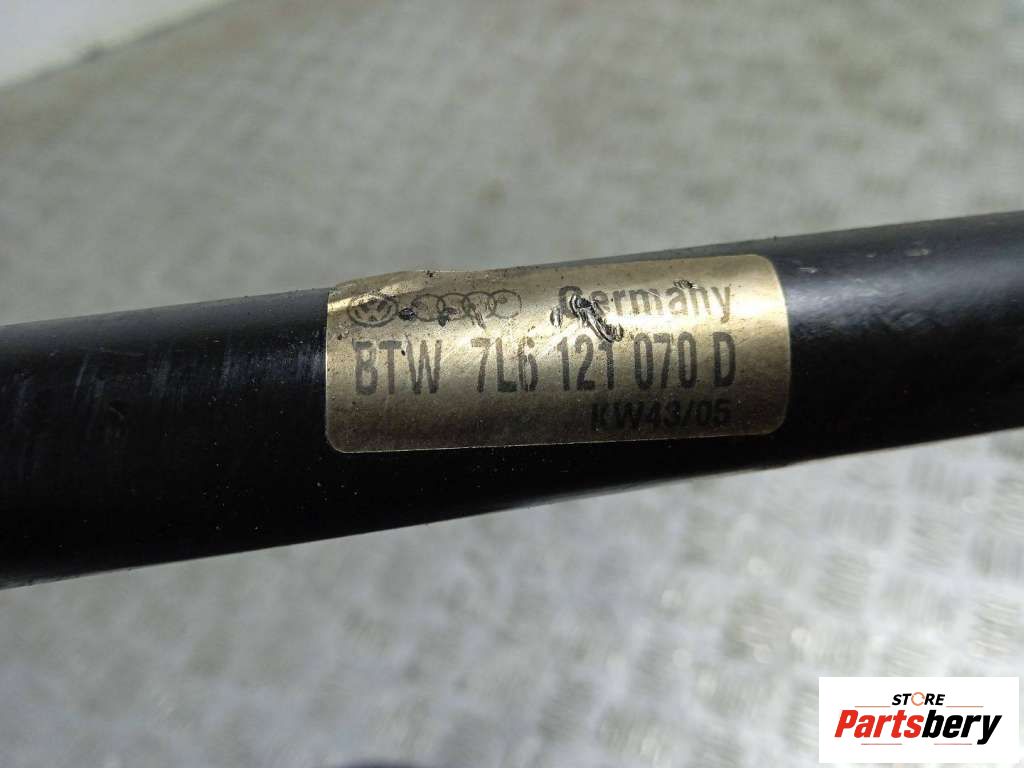 Germany
BTW 7L6 121 070 D
KW43/05
STORE
Partsbery